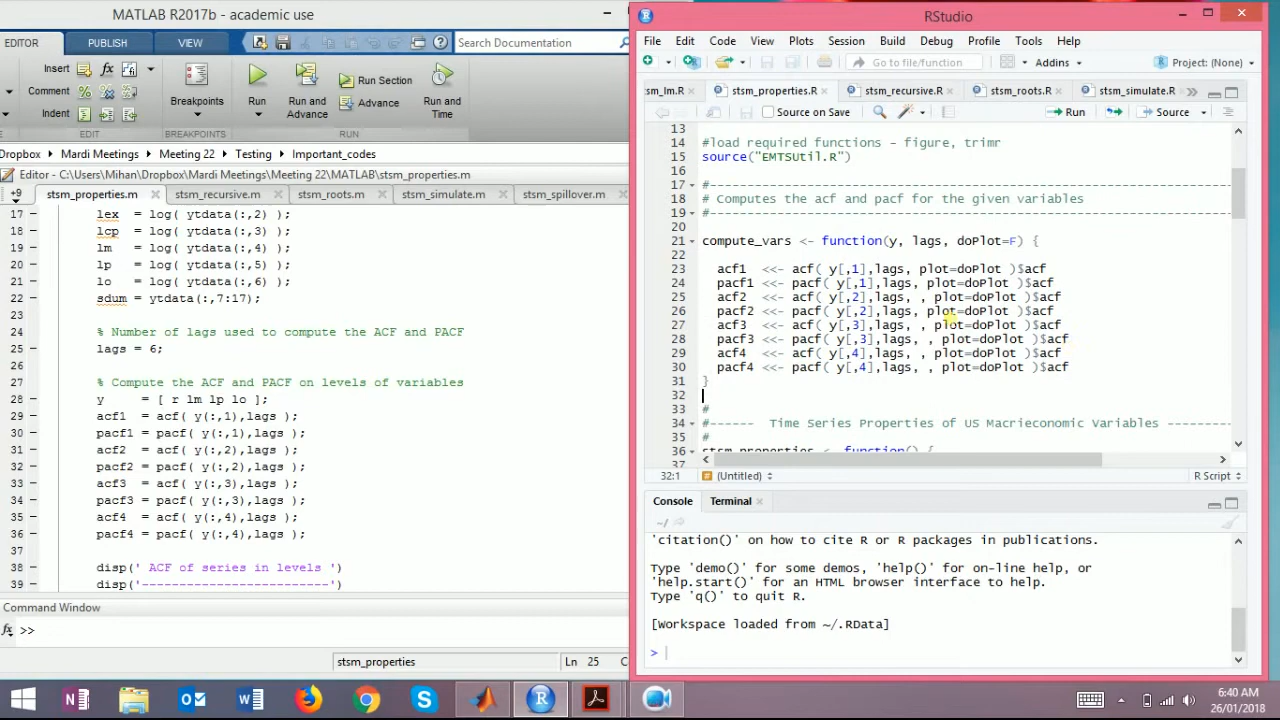 MATLAB R2017b - academic use
EDITOR PUBLISH VIEW
Search Documentation
Insert
Comment
Indent
Breakpoints
Run
Run and
Advance
Run Section
Advance
Run and
Time
EDIT BREAKPOINTS RUN
Dropbox Mardi Meetings Meeting 22 Testing Important_codes
Editor - C:\Users\Mihan\Dropbox\Mardi Meetings\Meeting 22\MATLAB\stsm_properties.m
+9 stsm_properties.m stsm_recursive.m stsm_roots.m stsm_simulate.m stsm_spillover.m
17 lex = log( ytdata(:,2) );
18 lcp = log( ytdata(:,3) );
19 lm = log( ytdata(:,4) );
20 lp = log( ytdata(:,5) );
21 lo = log( ytdata(:,6) );
22 sdum = ytdata(:,7:17);
23
24 % Number of lags used to compute the ACF and PACF
25 lags = 6;
26
27 % Compute the ACF and PACF on levels of variables
28 y = [ r lm lp lo ];
29 acf1 = acf( y(:,1),lags );
30 pacf1 = pacf( y(:,1),lags );
31 acf2 = acf( y(:,2),lags );
32 pacf2 = pacf( y(:,2),lags );
33 acf3 = acf( y(:,3),lags );
34 pacf3 = pacf( y(:,3),lags );
35 acf4 = acf( y(:,4),lags );
36 pacf4 = pacf( y(:,4),lags );
37
38 disp(' ACF of series in levels ')
39 disp('---------------------------')
Command Window
fx >>
stsm_properties Ln 25 C
RStudio
File Edit Code View Plots Session Build Debug Profile Tools Help
Go to file/function Addins Project: (None)
tsm_lm.R stsm_properties.R stsm_recursive.R stsm_roots.R stsm_simulate.R
Source on Save Run Source
13
14 #load required functions - figure, trimr
15 source("EMTSUtil.R")
16
17 #---------------------------------------------------------------------------
18 # Computes the acf and pacf for the given variables
19 #---------------------------------------------------------------------------
20
21 compute_vars <- function(y, lags, doPlot=F) {
22
23 acf1 <<- acf( y[,1],lags, plot=doPlot )$acf
24 pacf1 <<- pacf( y[,1],lags, plot=doPlot )$acf
25 acf2 <<- acf( y[,2],lags, , plot=doPlot )$acf
26 pacf2 <<- pacf( y[,2],lags, plot=doPlot )$acf
27 acf3 <<- acf( y[,3],lags, , plot=doPlot )$acf
28 pacf3 <<- pacf( y[,3],lags, , plot=doPlot )$acf
29 acf4 <<- acf( y[,4],lags, , plot=doPlot )$acf
30 pacf4 <<- pacf( y[,4],lags, , plot=doPlot )$acf
31 }
32
33 #
34 #------ Time Series Properties of US Macrieconomic Variables ----------
35 #
36 stsm_properties <- function() {
37
32:1 (Untitled) R Script
Console Terminal
~/
'citation()' on how to cite R or R packages in publications.
Type 'demo()' for some demos, 'help()' for on-line help, or
'help.start()' for an HTML browser interface to help.
Type 'q()' to quit R.
[Workspace loaded from ~/.RData]
>
6:40 AM
26/01/2018